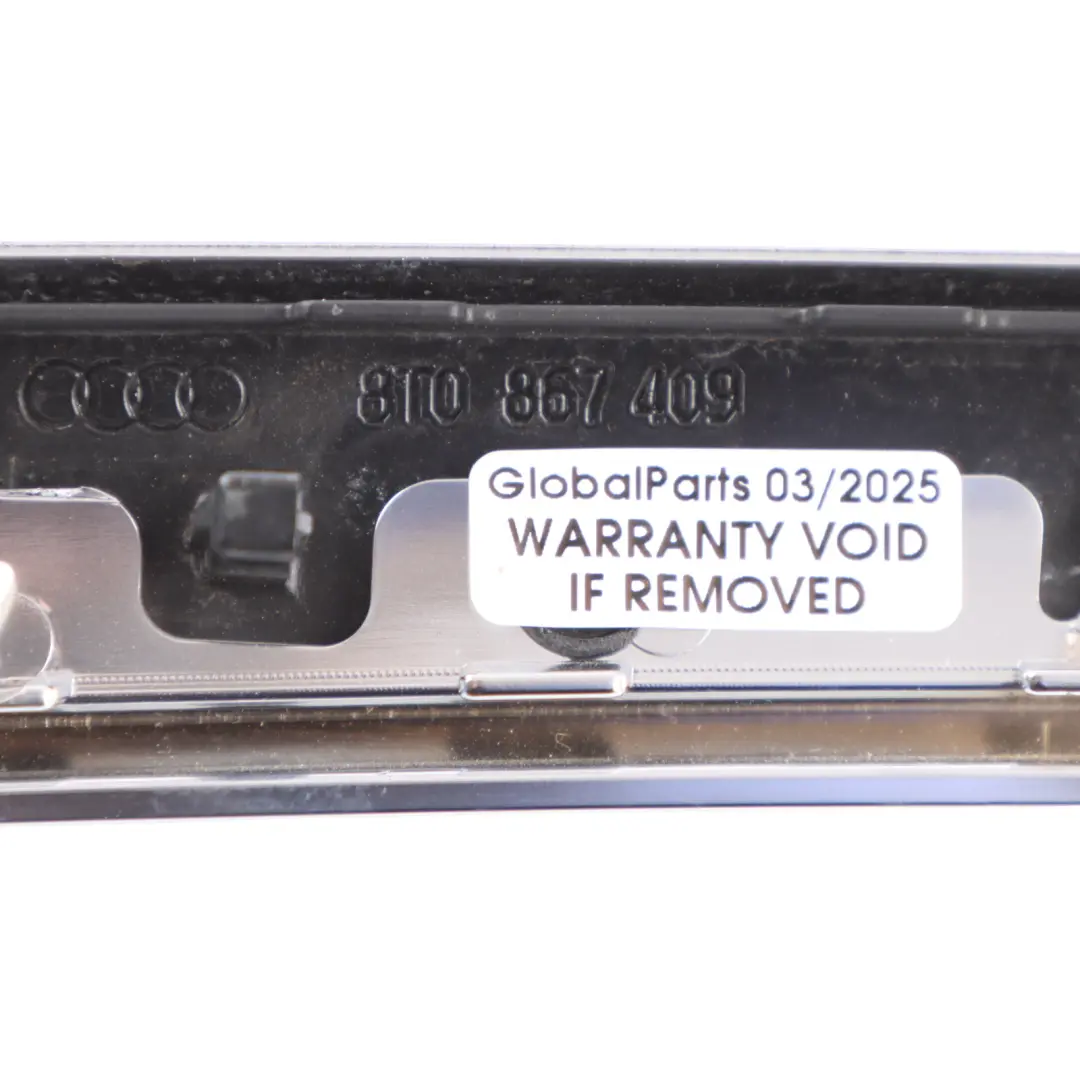 8T0 867 409
GlobalParts 03/2025
WARRANTY VOID
IF REMOVED